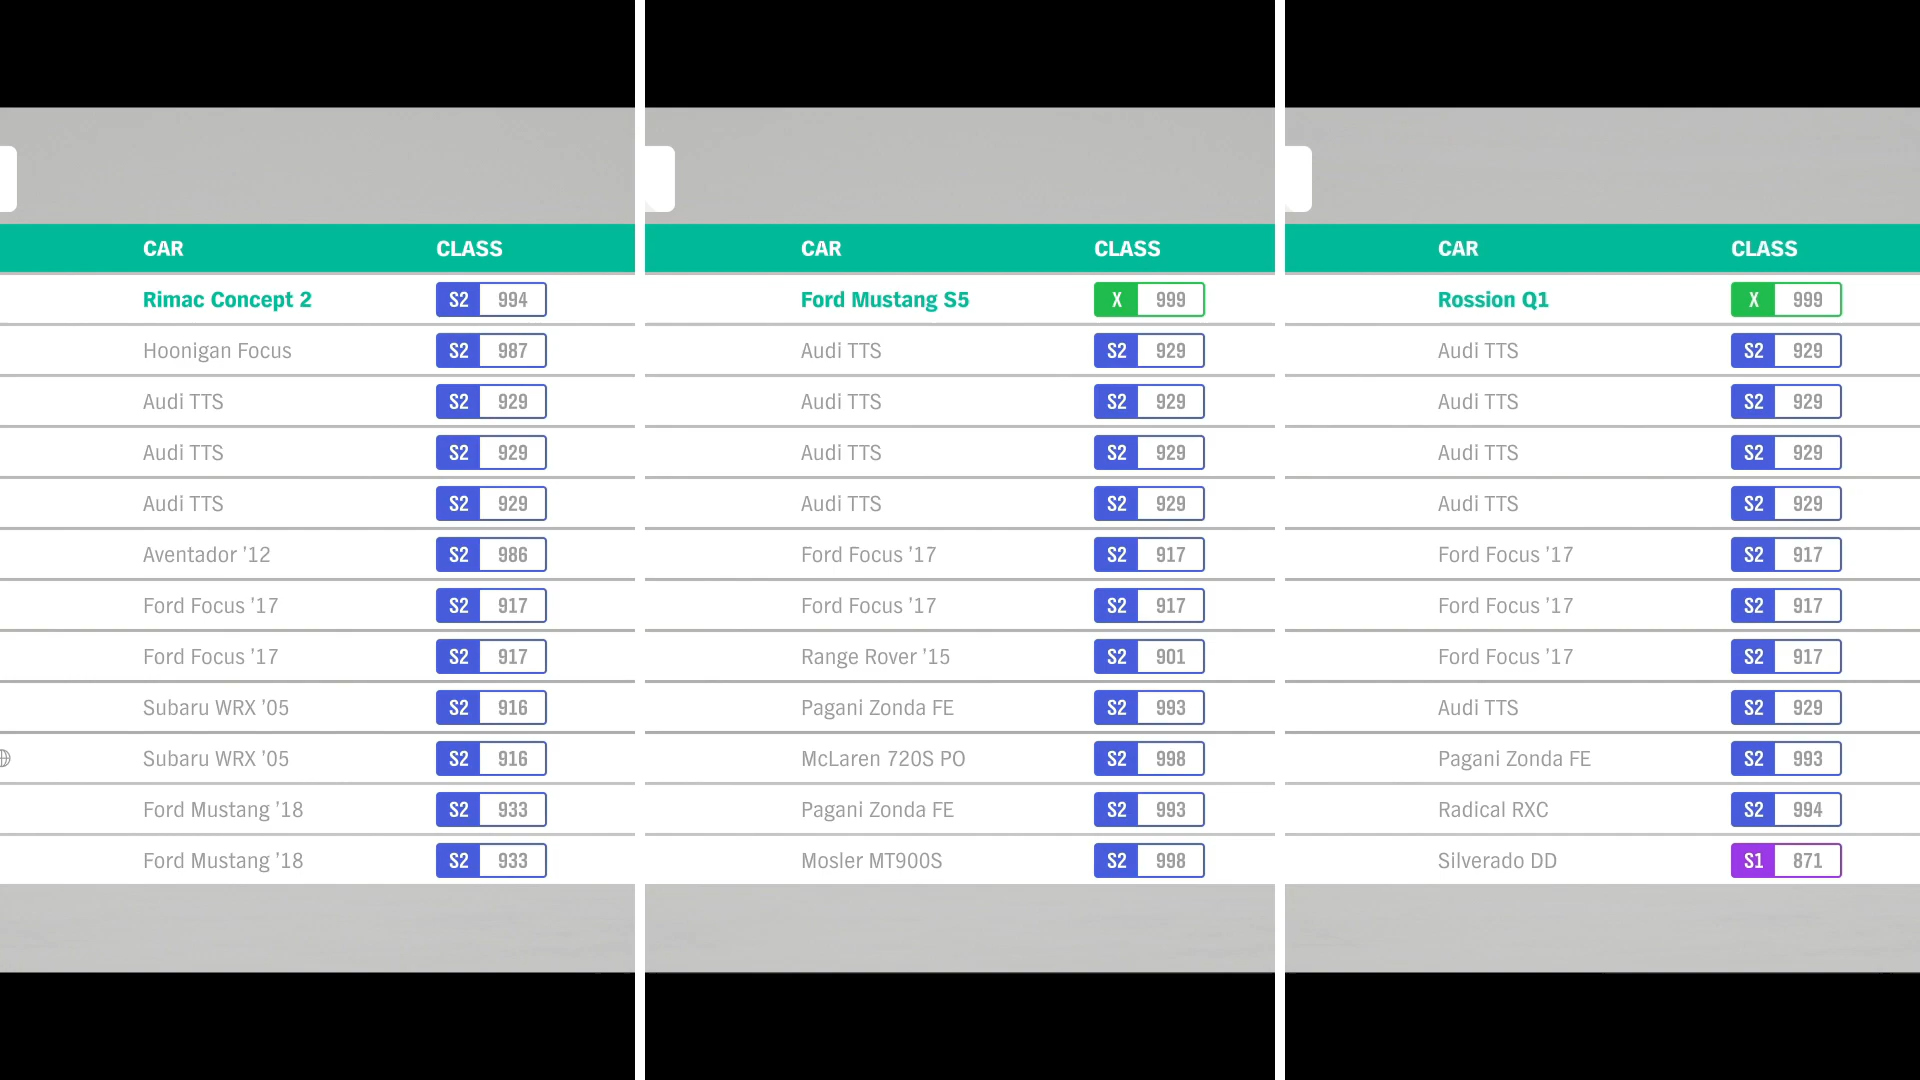 CAR CLASS
Rimac Concept 2 S2 994
Hoonigan Focus S2 987
Audi TTS S2 929
Audi TTS S2 929
Audi TTS S2 929
Aventador ’12 S2 986
Ford Focus ’17 S2 917
Ford Focus ’17 S2 917
Subaru WRX ’05 S2 916
Subaru WRX ’05 S2 916
Ford Mustang ’18 S2 933
Ford Mustang ’18 S2 933
CAR CLASS
Ford Mustang S5 X 999
Audi TTS S2 929
Audi TTS S2 929
Audi TTS S2 929
Audi TTS S2 929
Ford Focus ’17 S2 917
Ford Focus ’17 S2 917
Range Rover ’15 S2 901
Pagani Zonda FE S2 993
McLaren 720S PO S2 998
Pagani Zonda FE S2 993
Mosler MT900S S2 998
CAR CLASS
Rossion Q1 X 999
Audi TTS S2 929
Audi TTS S2 929
Audi TTS S2 929
Audi TTS S2 929
Ford Focus ’17 S2 917
Ford Focus ’17 S2 917
Ford Focus ’17 S2 917
Audi TTS S2 929
Pagani Zonda FE S2 993
Radical RXC S2 994
Silverado DD S1 871